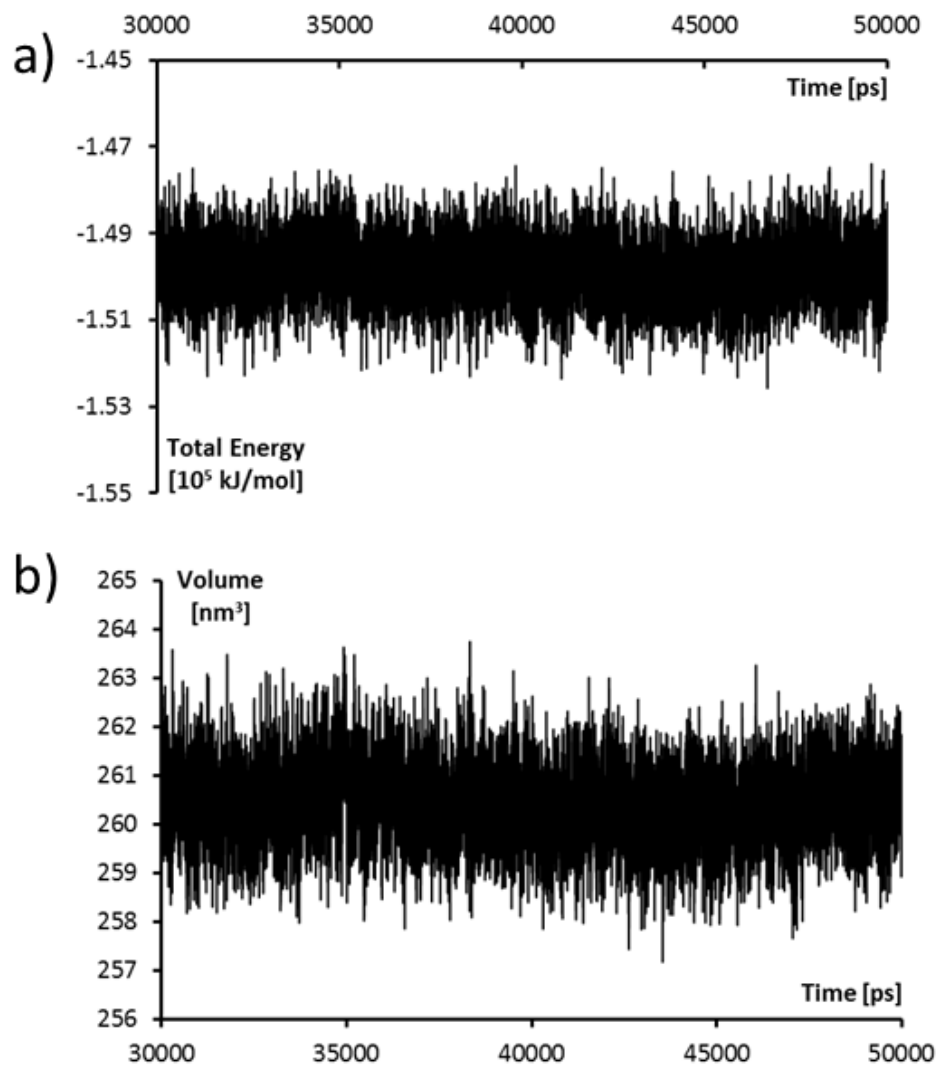 30000 35000 40000 45000 50000
a)
-1.45
Time [ps]
-1.47
-1.49
-1.51
-1.53
Total Energy
[10⁵ kJ/mol]
-1.55
b)
265
Volume
[nm³]
264
263
262
261
260
259
258
257
Time [ps]
256
30000 35000 40000 45000 50000